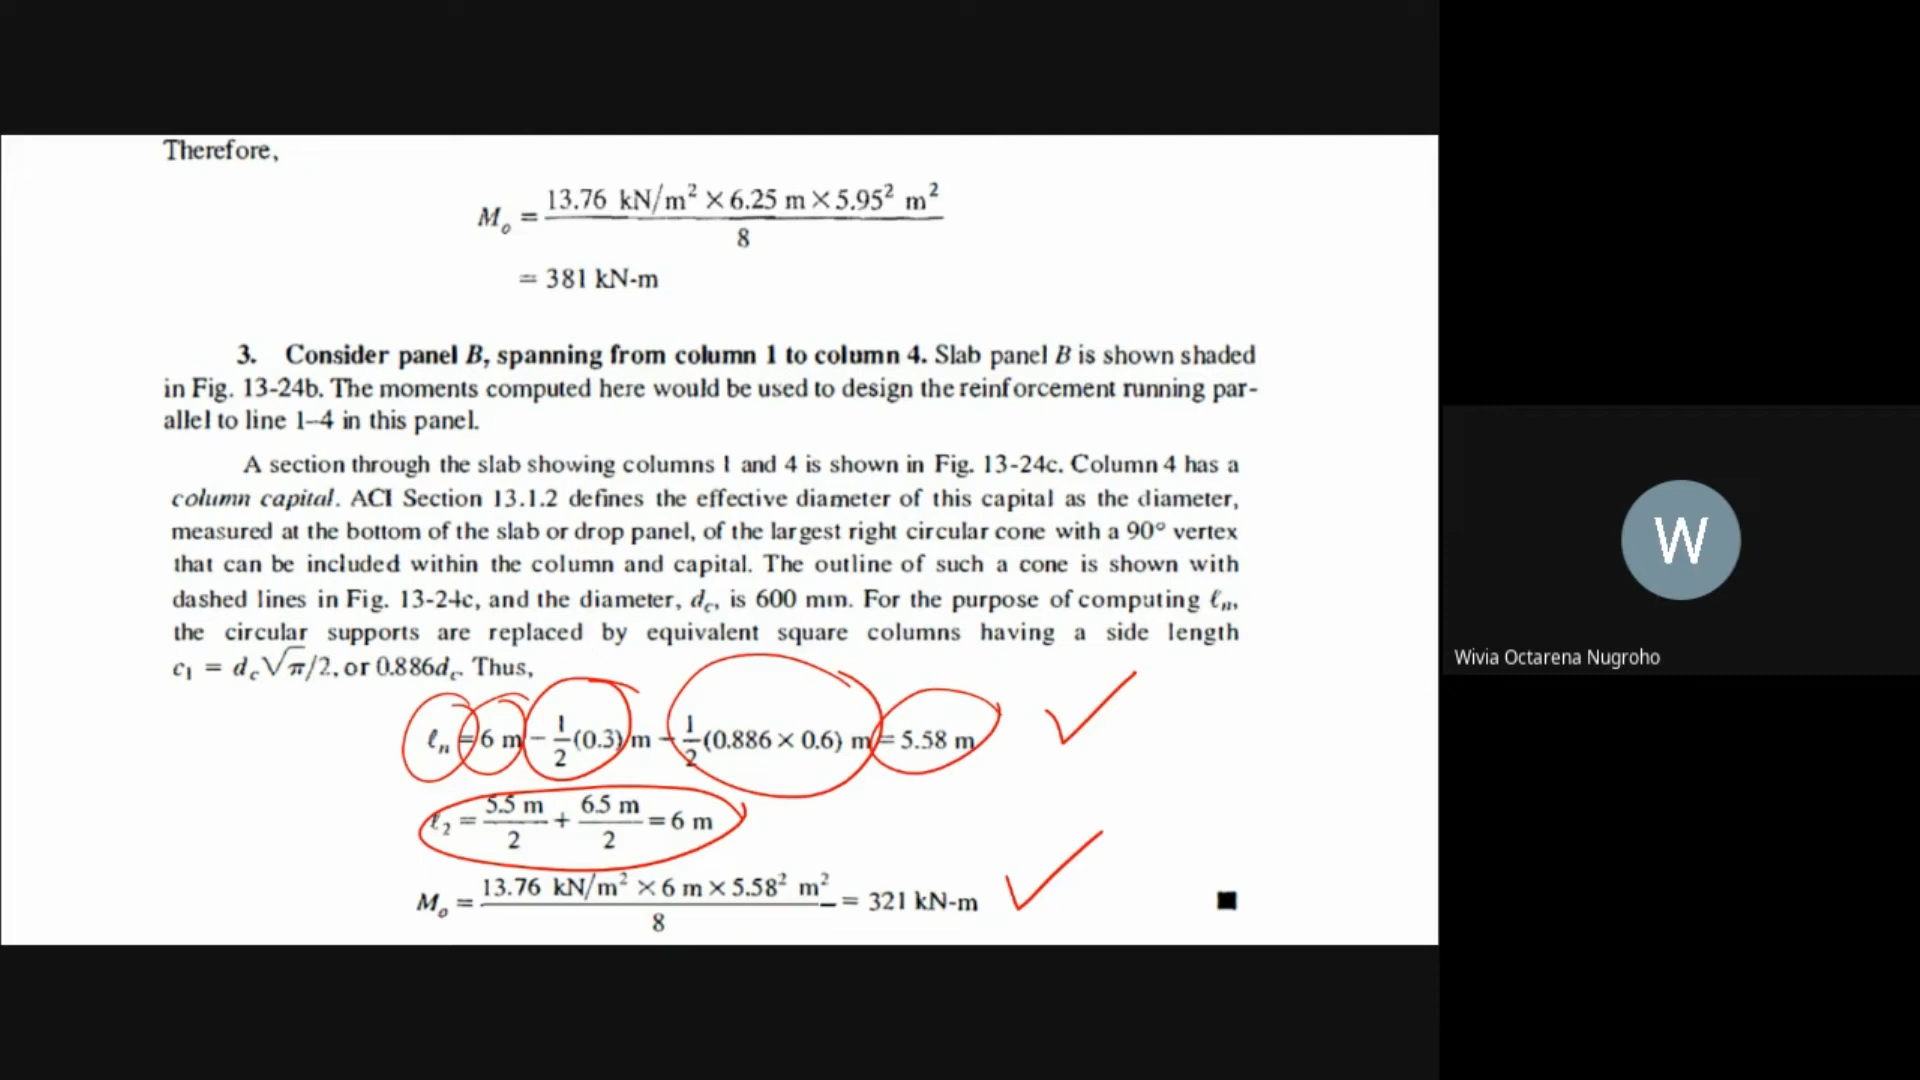 Therefore,
M_o = 13.76 kN/m² × 6.25 m × 5.95² m² / 8
= 381 kN-m
3. Consider panel B, spanning from column 1 to column 4. Slab panel B is shown shaded
in Fig. 13-24b. The moments computed here would be used to design the reinforcement running par-
allel to line 1–4 in this panel.
A section through the slab showing columns 1 and 4 is shown in Fig. 13-24c. Column 4 has a
column capital. ACI Section 13.1.2 defines the effective diameter of this capital as the diameter,
measured at the bottom of the slab or drop panel, of the largest right circular cone with a 90° vertex
that can be included within the column and capital. The outline of such a cone is shown with
dashed lines in Fig. 13-24c, and the diameter, d_c, is 600 mm. For the purpose of computing ℓ_n,
the circular supports are replaced by equivalent square columns having a side length
c₁ = d_c√π/2, or 0.886d_c. Thus,
ℓ_n = 6 m − 1/2 (0.3) m − 1/2 (0.886 × 0.6) m = 5.58 m
ℓ₂ = 5.5 m / 2 + 6.5 m / 2 = 6 m
M_o = 13.76 kN/m² × 6 m × 5.58² m² / 8 = 321 kN-m
W
Wivia Octarena Nugroho